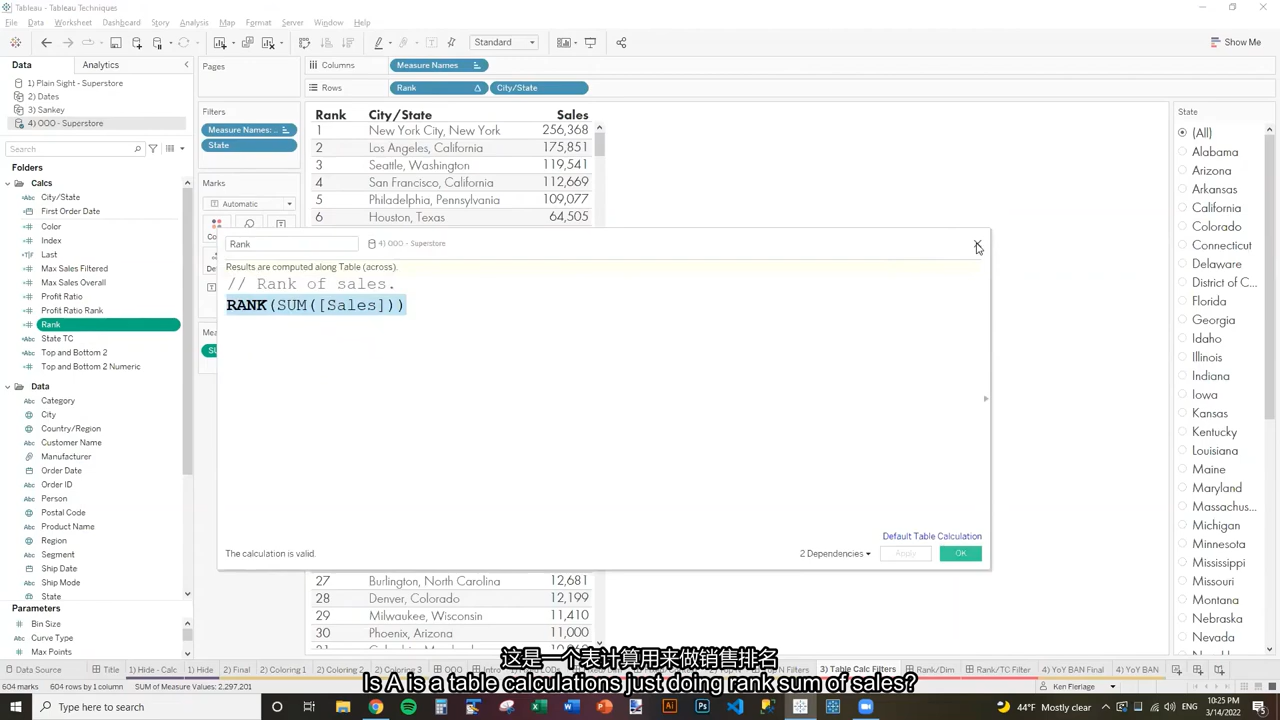 Tableau - Tableau Techniques
File Data Worksheet Dashboard Story Analysis Map Format Server Window Help
Standard
Show Me
Data Analytics
1) Plain Sight - Superstore
2) Dates
3) Sankey
4) OOO - Superstore
Search
Folders
Calcs
City/State
First Order Date
Color
Index
Last
Max Sales Filtered
Max Sales Overall
Profit Ratio
Profit Ratio Rank
Rank
State TC
Top and Bottom 2
Top and Bottom 2 Numeric
Data
Category
City
Country/Region
Customer Name
Manufacturer
Order Date
Order ID
Person
Postal Code
Product Name
Region
Segment
Ship Date
Ship Mode
State
Parameters
Bin Size
Curve Type
Max Points
Pages
Filters
Measure Names: ..
State
Marks
Automatic
Columns Measure Names
Rows Rank City/State
Rank City/State Sales
1 New York City, New York 256,368
2 Los Angeles, California 175,851
3 Seattle, Washington 119,541
4 San Francisco, California 112,669
5 Philadelphia, Pennsylvania 109,077
6 Houston, Texas 64,505
Rank 4) OOO - Superstore
Results are computed along Table (across).
// Rank of sales.
RANK(SUM([Sales]))
Default Table Calculation
The calculation is valid.
2 Dependencies Apply OK
27 Burlington, North Carolina 12,681
28 Denver, Colorado 12,199
29 Milwaukee, Wisconsin 11,410
30 Phoenix, Arizona 11,000
State
(All)
Alabama
Arizona
Arkansas
California
Colorado
Connecticut
Delaware
District of C...
Florida
Georgia
Idaho
Illinois
Indiana
Iowa
Kansas
Kentucky
Louisiana
Maine
Maryland
Massachus...
Michigan
Minnesota
Mississippi
Missouri
Montana
Nebraska
Nevada
这是一个表计算用来做销售排名
Is A is a table calculations just doing rank sum of sales?
Data Source Title 1) Hide - Calc 1) Hide 2) Final 2) Coloring 1 2) Coloring 2 2) Coloring 3 OOO Filters 3) Table Calc Filters Rank/Dim Rank/TC Filter 4) YoY BAN Final 4) YoY BAN
604 marks 604 rows by 1 column SUM of Measure Values: 2,297,201
Ken Flerlage
Type here to search
44°F Mostly clear
10:25 PM
3/14/2022